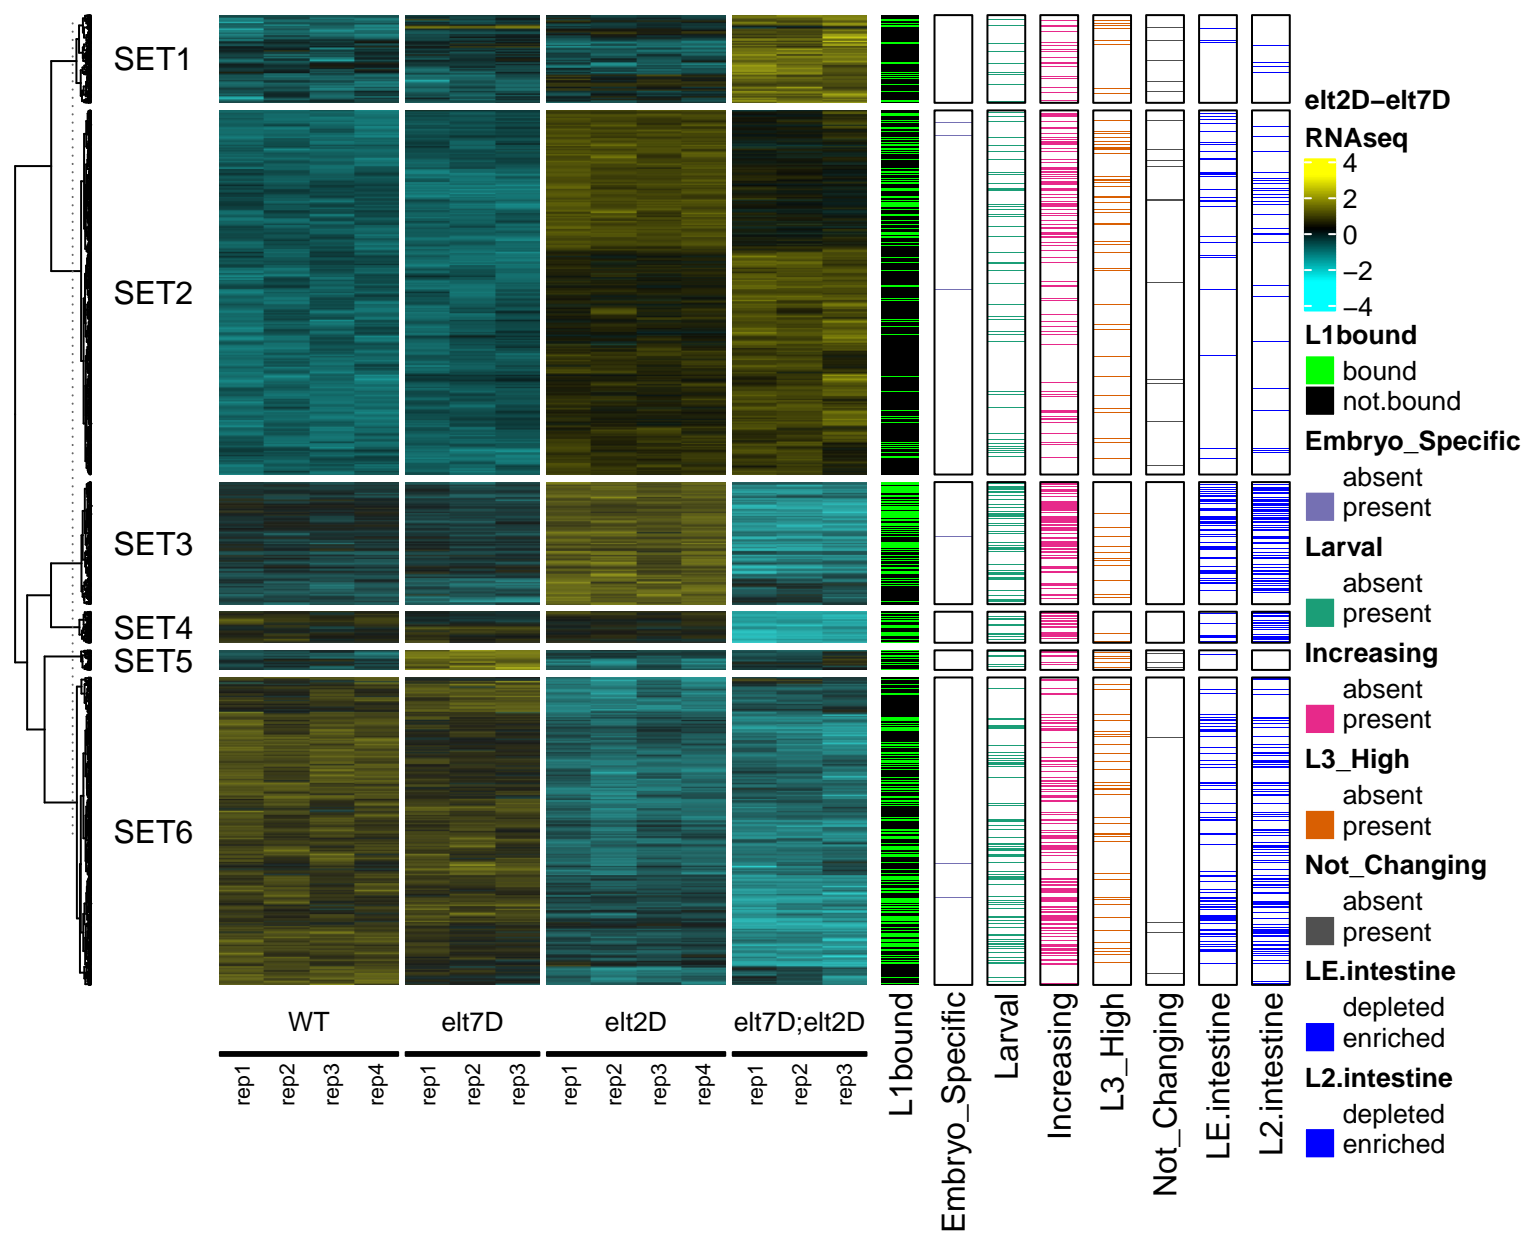 SET1
SET2
SET3
SET4
SET5
SET6
WT
elt7D
elt2D
elt7D;elt2D
rep1
rep2
rep3
rep4
rep1
rep2
rep3
rep1
rep2
rep3
rep4
rep1
rep2
rep3
L1bound
Embryo_Specific
Larval
Increasing
L3_High
Not_Changing
LE.intestine
L2.intestine
elt2D−elt7D
RNAseq
4
2
0
−2
−4
L1bound
bound
not.bound
Embryo_Specific
absent
present
Larval
absent
present
Increasing
absent
present
L3_High
absent
present
Not_Changing
absent
present
LE.intestine
depleted
enriched
L2.intestine
depleted
enriched